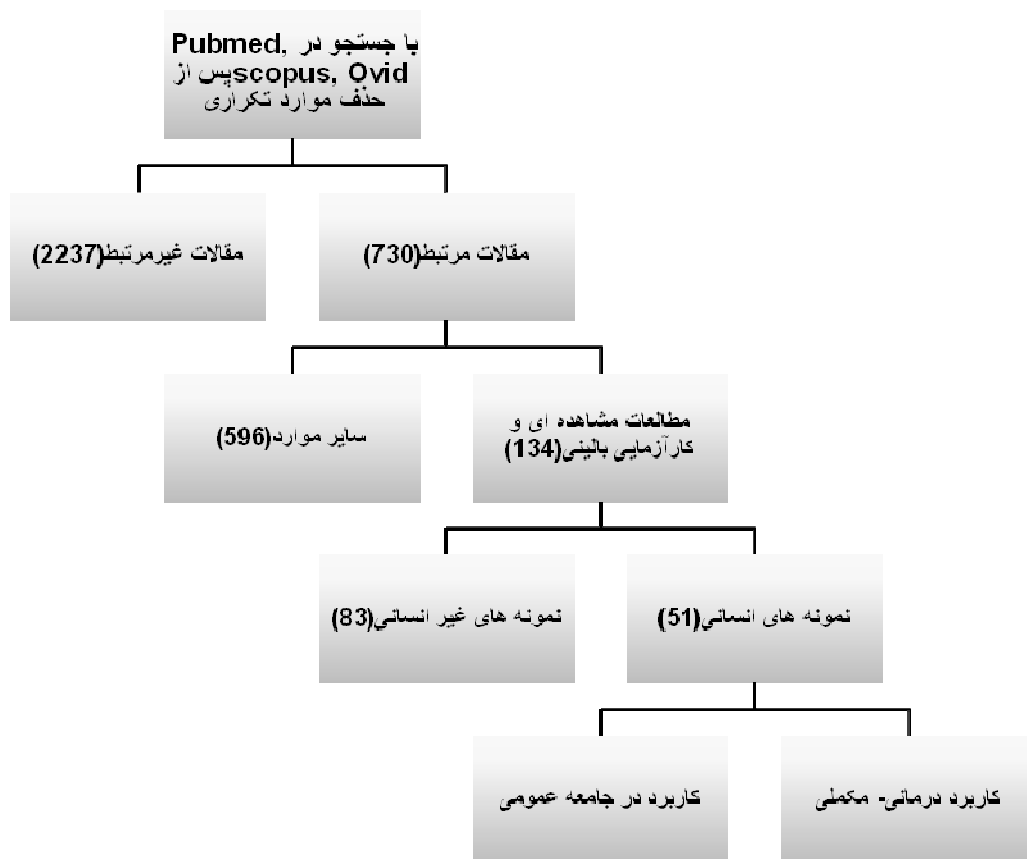 با جستجو در Pubmed,
scopus, Ovid پس از
حذف موارد تکراری
مقالات مرتبط(730)
مقالات غیرمرتبط(2237)
مطالعات مشاهده ای و
کارآزمایی بالینی(134)
سایر موارد(596)
نمونه های انسانی(51)
نمونه های غیر انسانی(83)
کاربرد درمانی- مکملی
کاربرد در جامعه عمومی